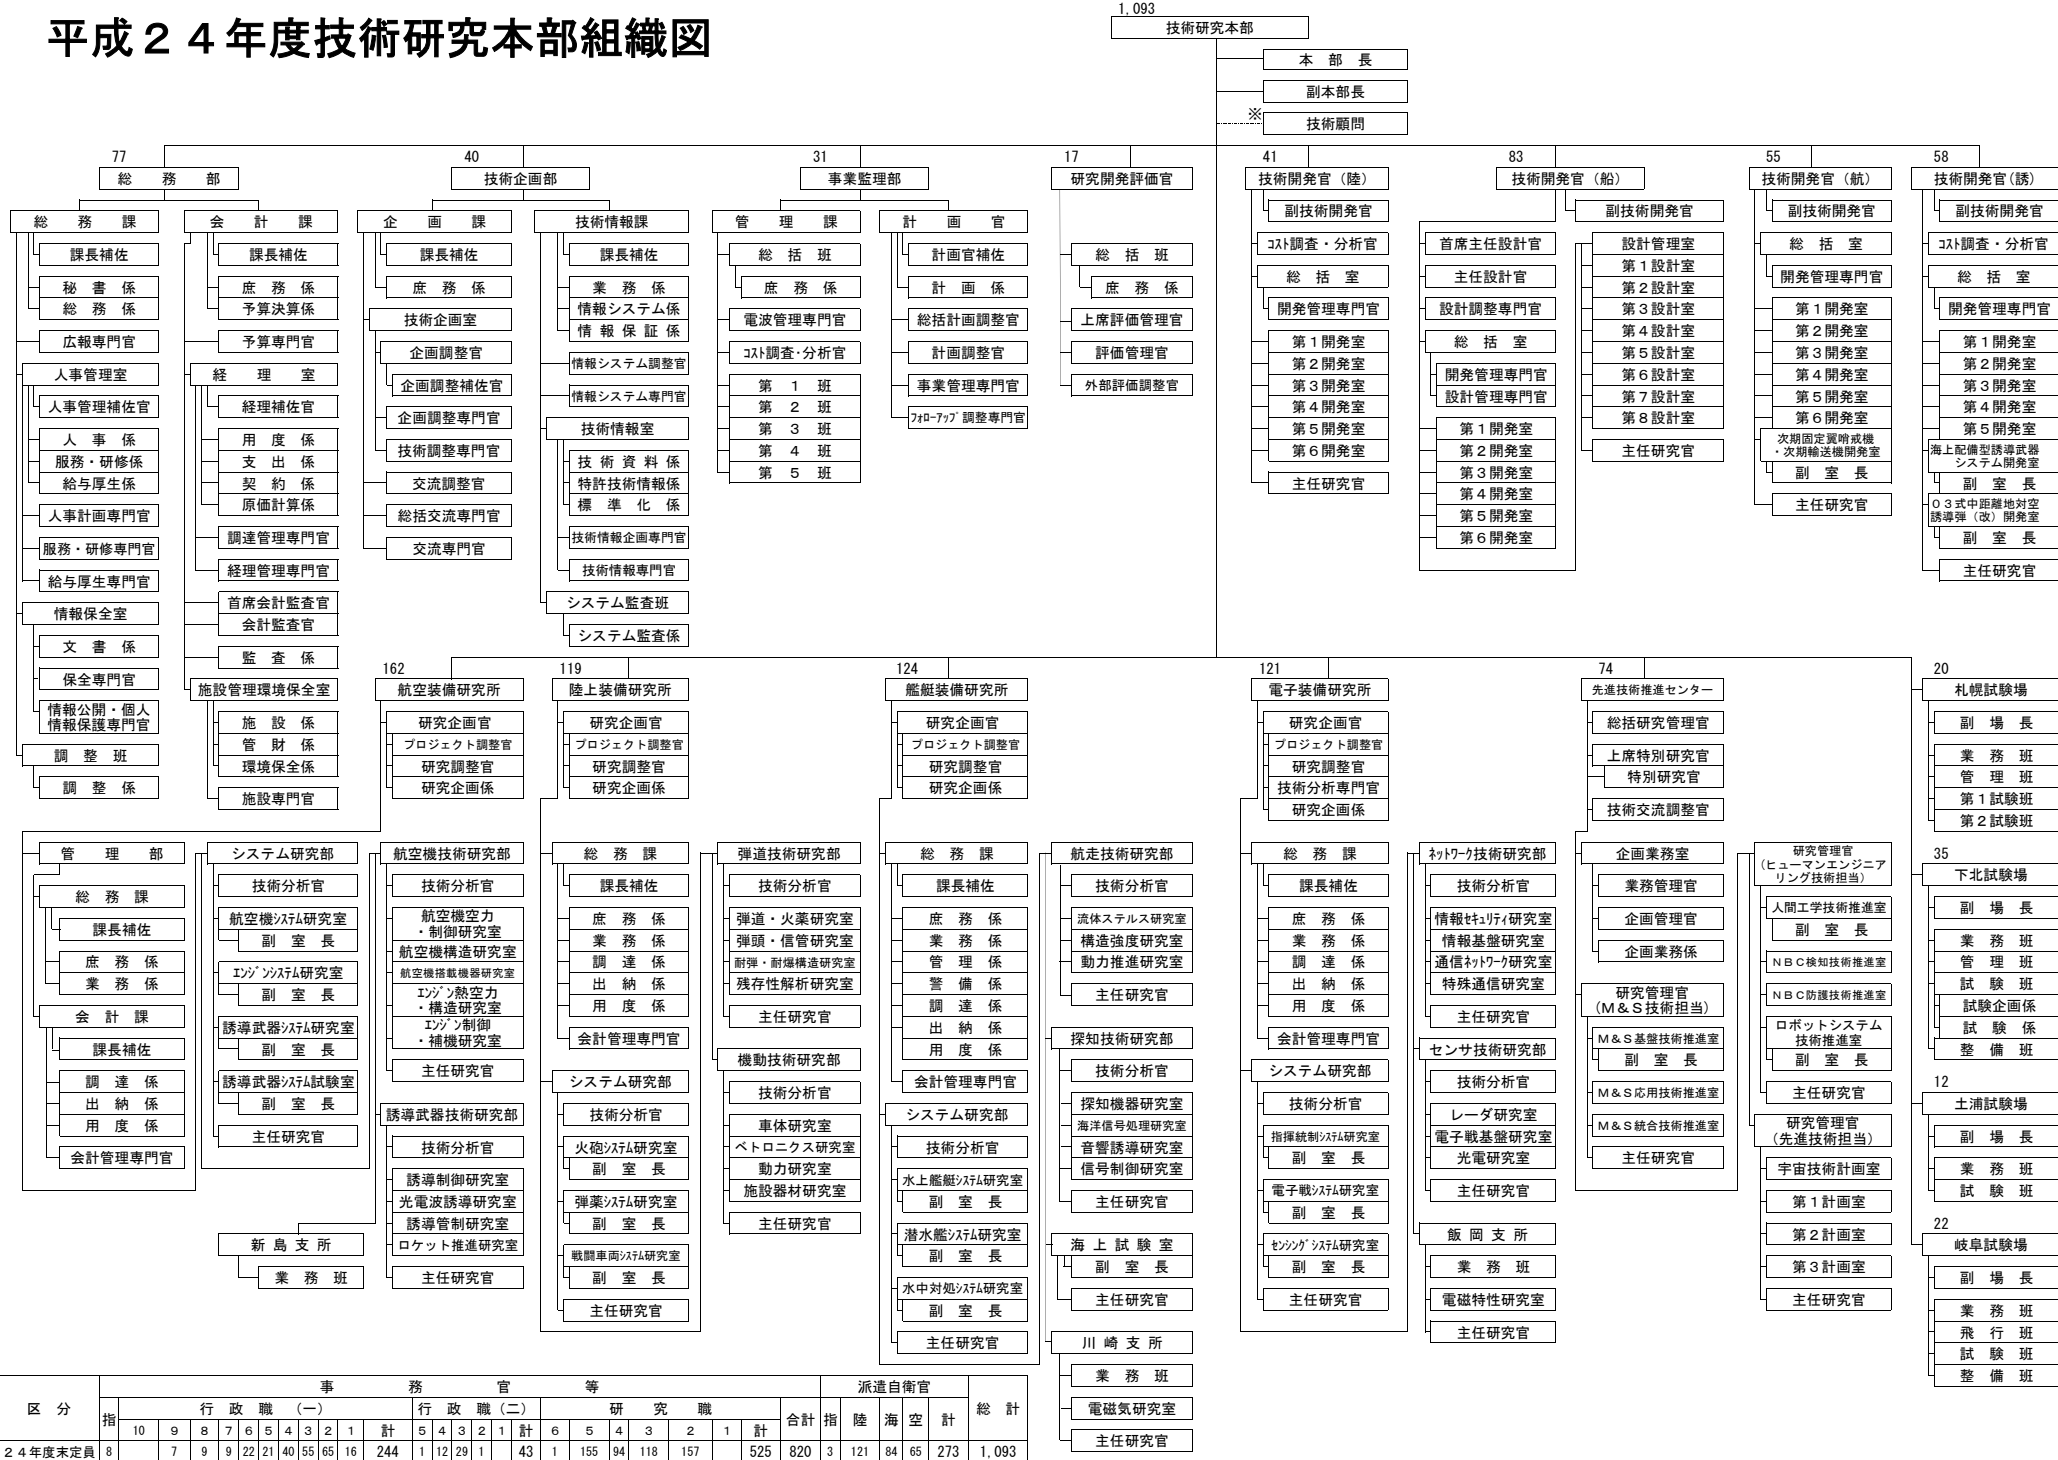 平成２４年度技術研究本部組織図
1,093
技術研究本部
本　部　長
副本部長
※
技術顧問
77
総　務　部
総　務　課
課長補佐
秘　書　係
総　務　係
広報専門官
人事管理室
人事管理補佐官
人　事　係
服務・研修係
給与厚生係
人事計画専門官
服務・研修専門官
給与厚生専門官
情報保全室
文　書　係
保全専門官
情報公開・個人
情報保護専門官
調　整　班
調　整　係
会　計　課
課長補佐
庶　務　係
予算決算係
予算専門官
経　理　室
経理補佐官
用　度　係
支　出　係
契　約　係
原価計算係
調達管理専門官
経理管理専門官
首席会計監査官
会計監査官
監　査　係
施設管理環境保全室
施　設　係
管　財　係
環境保全係
施設専門官
40
技術企画部
企　画　課
課長補佐
庶　務　係
技術企画室
企画調整官
企画調整補佐官
企画調整専門官
技術調整専門官
交流調整官
総括交流専門官
交流専門官
技術情報課
課長補佐
業　務　係
情報システム係
情　報　保　証　係
情報システム調整官
情報システム専門官
技術情報室
技　術　資　料　係
特許技術情報係
標　準　化　係
技術情報企画専門官
技術情報専門官
システム監査班
システム監査係
31
事業監理部
管　理　課
総　括　班
庶　務　係
電波管理専門官
ｺｽﾄ調査・分析官
第　１　班
第　２　班
第　３　班
第　４　班
第　５　班
計　画　官
計画官補佐
計　画　係
総括計画調整官
計画調整官
事業管理専門官
ﾌｫﾛｰｱｯﾌﾟ調整専門官
17
研究開発評価官
総　括　班
庶　務　係
上席評価管理官
評価管理官
外部評価調整官
41
技術開発官（陸）
副技術開発官
ｺｽﾄ調査・分析官
総　括　室
開発管理専門官
第１開発室
第２開発室
第３開発室
第４開発室
第５開発室
第６開発室
主任研究官
83
技術開発官（船）
副技術開発官
首席主任設計官
主任設計官
設計調整専門官
総　括　室
開発管理専門官
設計管理専門官
第１開発室
第２開発室
第３開発室
第４開発室
第５開発室
第６開発室
設計管理室
第１設計室
第２設計室
第３設計室
第４設計室
第５設計室
第６設計室
第７設計室
第８設計室
主任研究官
55
技術開発官（航）
副技術開発官
総　括　室
開発管理専門官
第１開発室
第２開発室
第３開発室
第４開発室
第５開発室
第６開発室
次期固定翼哨戒機
・次期輸送機開発室
副　室　長
主任研究官
58
技術開発官(誘)
副技術開発官
ｺｽﾄ調査・分析官
総　括　室
開発管理専門官
第１開発室
第２開発室
第３開発室
第４開発室
第５開発室
海上配備型誘導武器
システム開発室
副　室　長
０３式中距離地対空
誘導弾（改）開発室
副　室　長
主任研究官
162
航空装備研究所
研究企画官
プロジェクト調整官
研究調整官
研究企画係
管　理　部
総　務　課
課長補佐
庶　務　係
業　務　係
会　計　課
課長補佐
調　達　係
出　納　係
用　度　係
会計管理専門官
システム研究部
技術分析官
航空機ｼｽﾃﾑ研究室
副　室　長
ｴﾝｼﾞﾝｼｽﾃﾑ研究室
副　室　長
誘導武器ｼｽﾃﾑ研究室
副　室　長
誘導武器ｼｽﾃﾑ試験室
副　室　長
主任研究官
新　島　支　所
業　務　班
航空機技術研究部
技術分析官
航空機空力
・制御研究室
航空機構造研究室
航空機搭載機器研究室
ｴﾝｼﾞﾝ熱空力
・構造研究室
ｴﾝｼﾞﾝ制御
・補機研究室
主任研究官
誘導武器技術研究部
技術分析官
誘導制御研究室
光電波誘導研究室
誘導管制研究室
ロケット推進研究室
主任研究官
119
陸上装備研究所
研究企画官
プロジェクト調整官
研究調整官
研究企画係
総　務　課
課長補佐
庶　務　係
業　務　係
調　達　係
出　納　係
用　度　係
会計管理専門官
システム研究部
技術分析官
火砲ｼｽﾃﾑ研究室
副　室　長
弾薬ｼｽﾃﾑ研究室
副　室　長
戦闘車両ｼｽﾃﾑ研究室
副　室　長
主任研究官
弾道技術研究部
技術分析官
弾道・火薬研究室
弾頭・信管研究室
耐弾・耐爆構造研究室
残存性解析研究室
主任研究官
機動技術研究部
技術分析官
車体研究室
ベトロニクス研究室
動力研究室
施設器材研究室
主任研究官
124
艦艇装備研究所
研究企画官
プロジェクト調整官
研究調整官
研究企画係
総　務　課
課長補佐
庶　務　係
業　務　係
管　理　係
警　備　係
調　達　係
出　納　係
用　度　係
会計管理専門官
システム研究部
技術分析官
水上艦艇ｼｽﾃﾑ研究室
副　室　長
潜水艦ｼｽﾃﾑ研究室
副　室　長
水中対処ｼｽﾃﾑ研究室
副　室　長
主任研究官
航走技術研究部
技術分析官
流体ステルス研究室
構造強度研究室
動力推進研究室
主任研究官
探知技術研究部
技術分析官
探知機器研究室
海洋信号処理研究室
音響誘導研究室
信号制御研究室
主任研究官
海　上　試　験　室
副　室　長
主任研究官
川　崎　支　所
業　務　班
電磁気研究室
主任研究官
121
電子装備研究所
研究企画官
プロジェクト調整官
研究調整官
技術分析専門官
研究企画係
総　務　課
課長補佐
庶　務　係
業　務　係
調　達　係
出　納　係
用　度　係
会計管理専門官
システム研究部
技術分析官
指揮統制ｼｽﾃﾑ研究室
副　室　長
電子戦ｼｽﾃﾑ研究室
副　室　長
ｾﾝｼﾝｸﾞｼｽﾃﾑ研究室
副　室　長
主任研究官
ﾈｯﾄﾜｰｸ技術研究部
技術分析官
情報ｾｷｭﾘﾃｨ研究室
情報基盤研究室
通信ﾈｯﾄﾜｰｸ研究室
特殊通信研究室
主任研究官
センサ技術研究部
技術分析官
レーダ研究室
電子戦基盤研究室
光電研究室
主任研究官
飯　岡　支　所
業　務　班
電磁特性研究室
主任研究官
74
先進技術推進センター
総括研究管理官
上席特別研究官
特別研究官
技術交流調整官
企画業務室
業務管理官
企画管理官
企画業務係
研究管理官
（Ｍ＆Ｓ技術担当）
Ｍ＆Ｓ基盤技術推進室
副　室　長
Ｍ＆Ｓ応用技術推進室
Ｍ＆Ｓ統合技術推進室
主任研究官
研究管理官
（ヒューマンエンジニア
リング技術担当）
人間工学技術推進室
副　室　長
ＮＢＣ検知技術推進室
ＮＢＣ防護技術推進室
ロボットシステム
技術推進室
副　室　長
主任研究官
研究管理官
（先進技術担当）
宇宙技術計画室
第１計画室
第２計画室
第３計画室
主任研究官
20
札幌試験場
副　場　長
業　務　班
管　理　班
第１試験班
第２試験班
35
下北試験場
副　場　長
業　務　班
管　理　班
試　験　班
試験企画係
試　験　係
整　備　班
12
土浦試験場
副　場　長
業　務　班
試　験　班
22
岐阜試験場
副　場　長
業　務　班
飛　行　班
試　験　班
整　備　班
区　分　事　務　官　等　派遣自衛官　総　計
指　行　政　職　（一）　行　政　職（二）　研　究　職　合計　指　陸　海　空　計
10 9 8 7 6 5 4 3 2 1 計 5 4 3 2 1 計 6 5 4 3 2 1 計
２４年度末定員 8 7 9 9 22 21 40 55 65 16 244 1 12 29 1 43 1 155 94 118 157 525 820 3 121 84 65 273 1,093